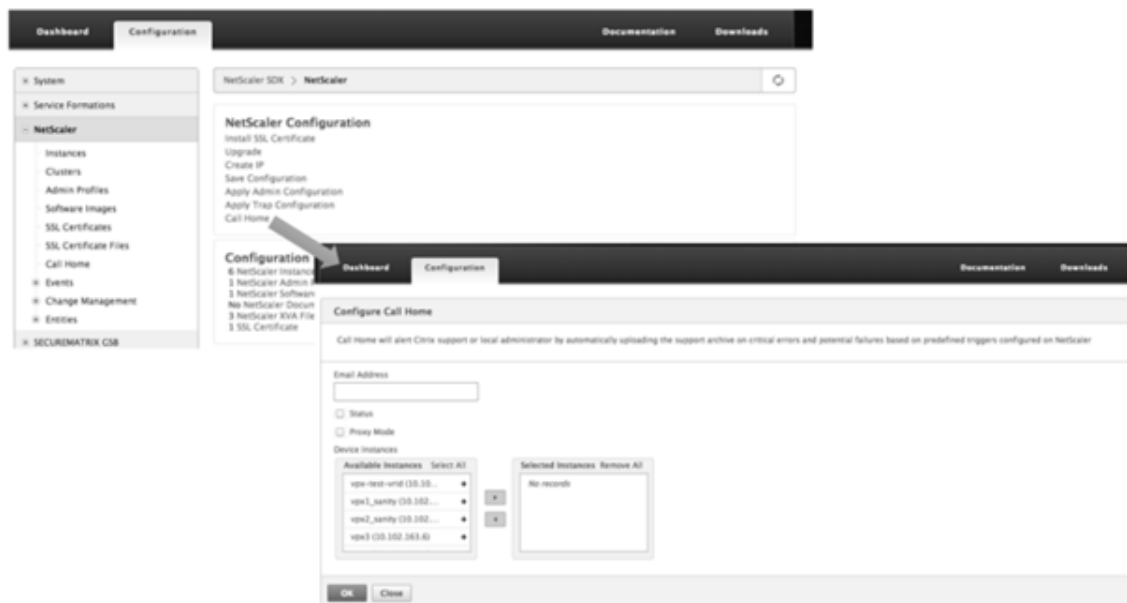 Dashboard Configuration Documentation Downloads
System
Service Formations
NetScaler
Instances
Clusters
Admin Profiles
Software Images
SSL Certificates
SSL Certificate Files
Call Home
Events
Change Management
Entities
SECUREMATRIX GSB
NetScaler SDX > NetScaler
NetScaler Configuration
Install SSL Certificate
Upgrade
Create IP
Save Configuration
Apply Admin Configuration
Apply Trap Configuration
Call Home
Configuration
6 NetScaler Instance
1 NetScaler Admin
1 NetScaler Software
No NetScaler Docum
3 NetScaler XVA File
1 SSL Certificate
Dashboard Configuration Documentation Downloads
Configure Call Home
Call Home will alert Citrix support or local administrator by automatically uploading the support archive on critical errors and potential failures based on predefined triggers configured on NetScaler
Email Address
Status
Proxy Mode
Device Instances
Available Instances Select All
vpx-test-vrid (10.10...
vpx1_sanity (10.102....
vpx2_sanity (10.102....
vpx3 (10.102.163.6)
Selected Instances Remove All
No records
OK Close